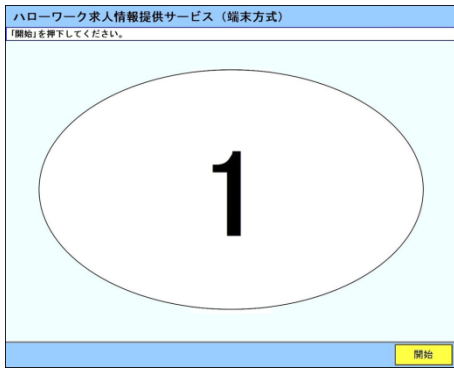 ハローワーク求人情報提供サービス（端末方式）
「開始」を押下してください。
1
開始